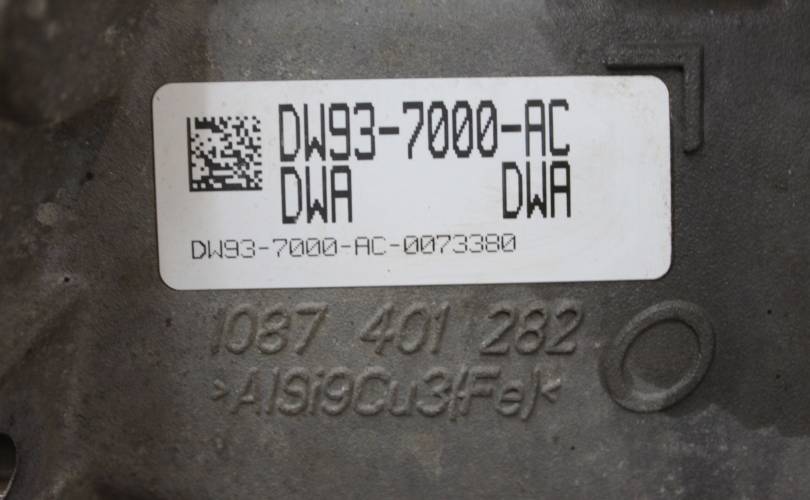 DW93-7000-AC
DWA DWA
DW93-7000-AC-0073380
1087 401 282
>AlSi9Cu3(Fe)<